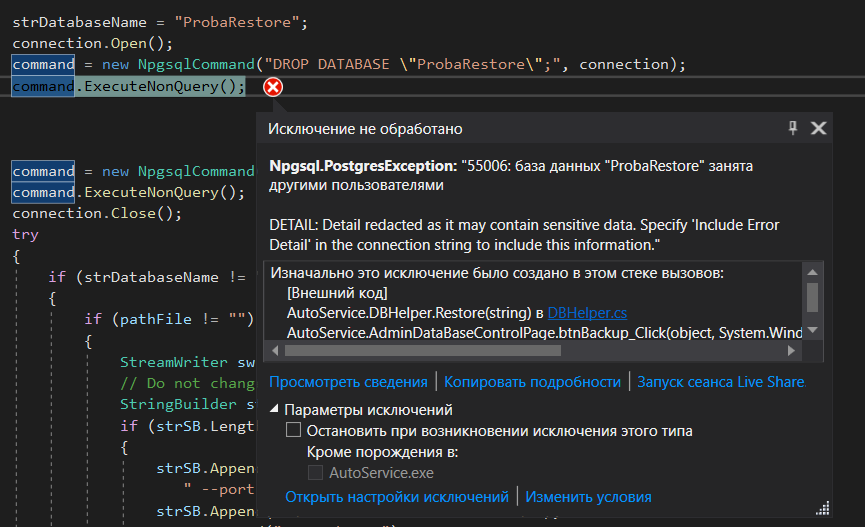 strDatabaseName = "ProbaRestore";
connection.Open();
command = new NpgsqlCommand("DROP DATABASE \"ProbaRestore\";", connection);
command.ExecuteNonQuery();
Исключение не обработано
Npgsql.PostgresException: "55006: база данных "ProbaRestore" занята
другими пользователями
DETAIL: Detail redacted as it may contain sensitive data. Specify 'Include Error
Detail' in the connection string to include this information."
Изначально это исключение было создано в этом стеке вызовов:
[Внешний код]
AutoService.DBHelper.Restore(string) в DBHelper.cs
AutoService.AdminDataBaseControlPage.btnBackup_Click(object, System.Wind
Просмотреть сведения | Копировать подробности | Запуск сеанса Live Share
Параметры исключений
Остановить при возникновении исключения этого типа
Кроме порождения в:
AutoService.exe
Открыть настройки исключений | Изменить условия
command = new NpgsqlCommand
command.ExecuteNonQuery();
connection.Close();
try
{
if (strDatabaseName !=
{
if (pathFile != "")
{
StreamWriter sw
// Do not chang
StringBuilder s
if (strSB.Lengt
{
strSB.Appen
" --port
strSB.Appen